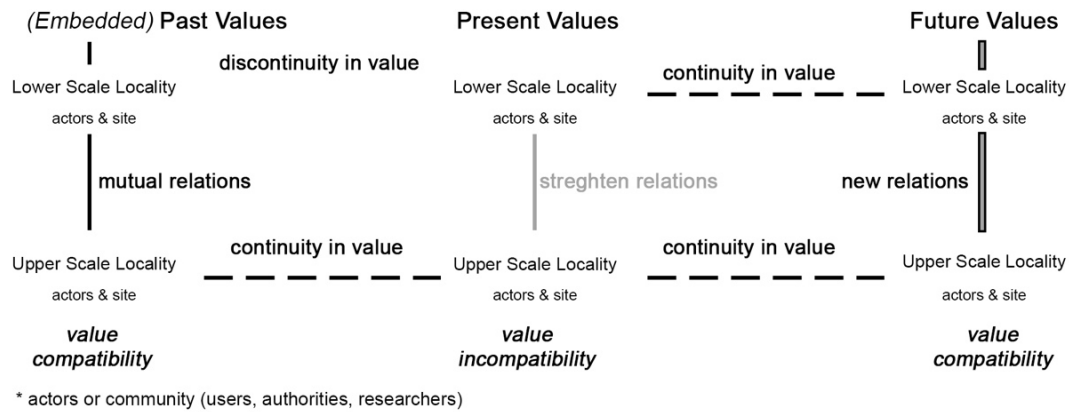 (Embedded) Past Values
Present Values
Future Values
discontinuity in value
continuity in value
Lower Scale Locality
Lower Scale Locality
Lower Scale Locality
actors & site
actors & site
actors & site
mutual relations
streghten relations
new relations
continuity in value
continuity in value
Upper Scale Locality
Upper Scale Locality
Upper Scale Locality
actors & site
actors & site
actors & site
value
compatibility
value
incompatibility
value
compatibility
* actors or community (users, authorities, researchers)